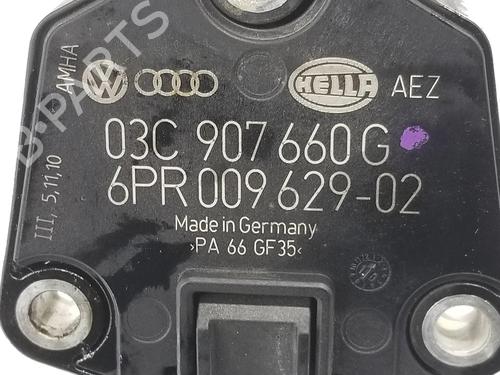 B-PARTS
AMHA
HELLA
AEZ
03C 907 660 G
6PR 009 629-02
III, 5,11,10
Made in Germany
>PA 66 GF35<